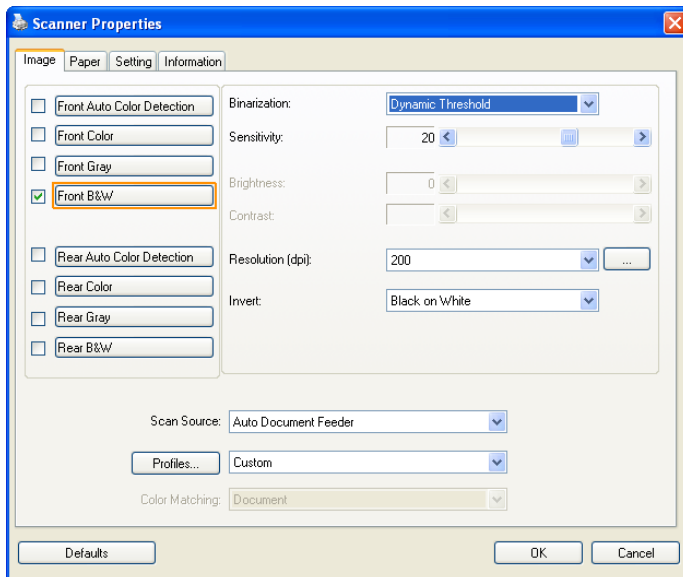 Scanner Properties
Image Paper Setting Information
Front Auto Color Detection
Front Color
Front Gray
Front B&W
Rear Auto Color Detection
Rear Color
Rear Gray
Rear B&W
Binarization: Dynamic Threshold
Sensitivity: 20
Brightness: 0
Contrast:
Resolution (dpi): 200 ...
Invert: Black on White
Scan Source: Auto Document Feeder
Profiles... Custom
Color Matching: Document
Defaults OK Cancel